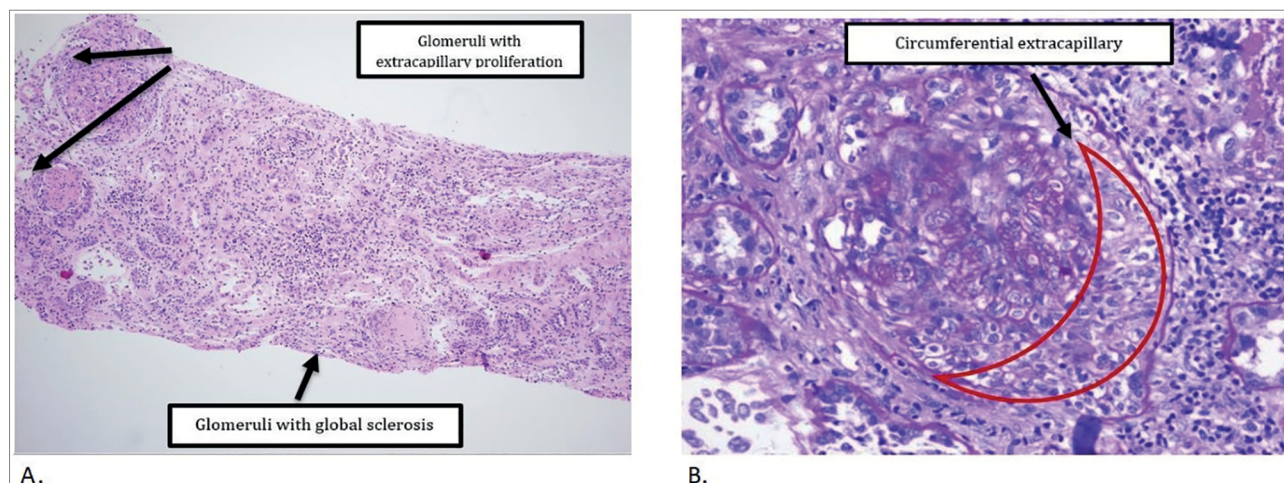 Glomeruli with
extracapillary proliferation
Circumferential extracapillary
Glomeruli with global sclerosis
A.
B.